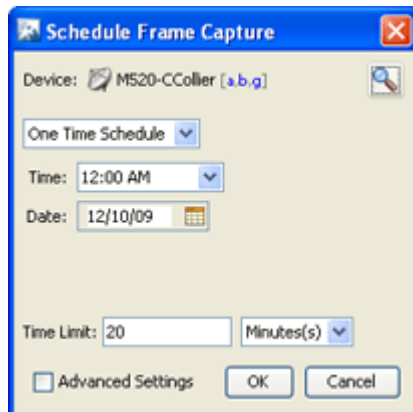 Schedule Frame Capture
Device: M520-CCollier [a,b,g]
One Time Schedule
Time: 12:00 AM
Date: 12/10/09
Time Limit: 20 Minutes(s)
Advanced Settings OK Cancel